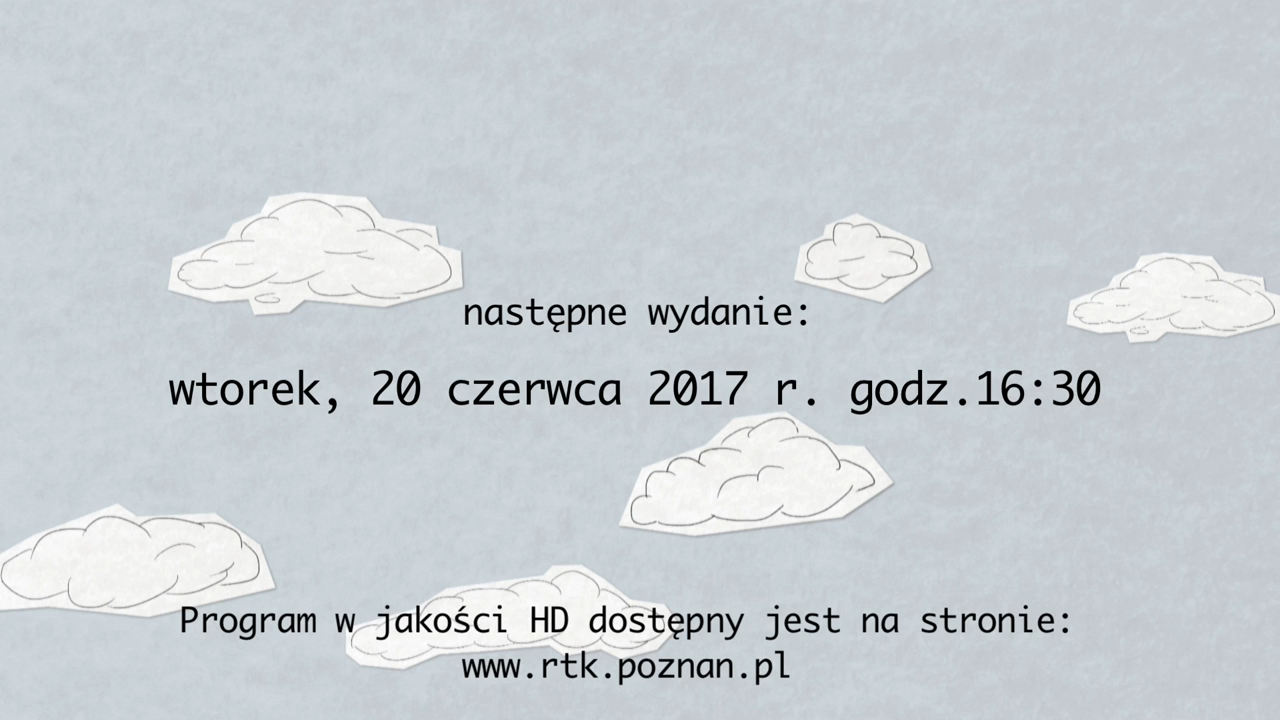 następne wydanie:
wtorek, 20 czerwca 2017 r. godz.16:30
Program w jakości HD dostępny jest na stronie:
www.rtk.poznan.pl